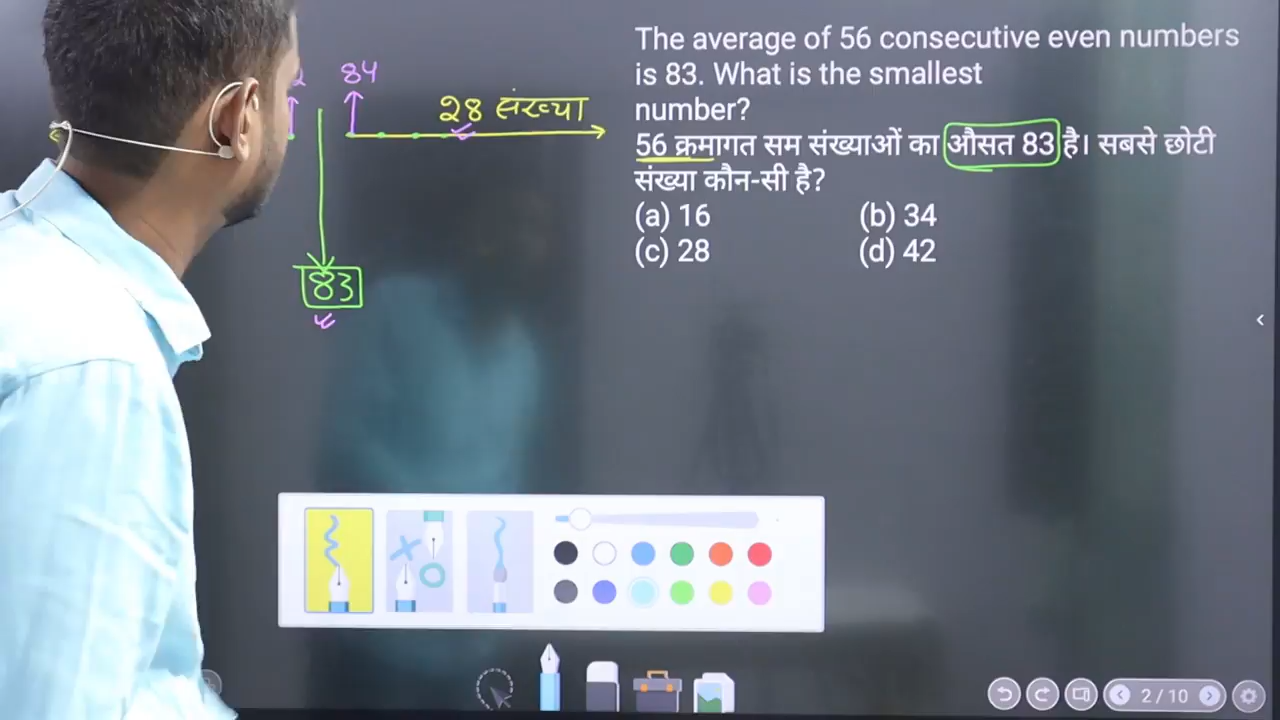 The average of 56 consecutive even numbers
is 83. What is the smallest
number?
56 क्रमागत सम संख्याओं का औसत 83 है। सबसे छोटी
संख्या कौन-सी है?
(a) 16 (b) 34
(c) 28 (d) 42
84
28 संख्या
83
2 / 10